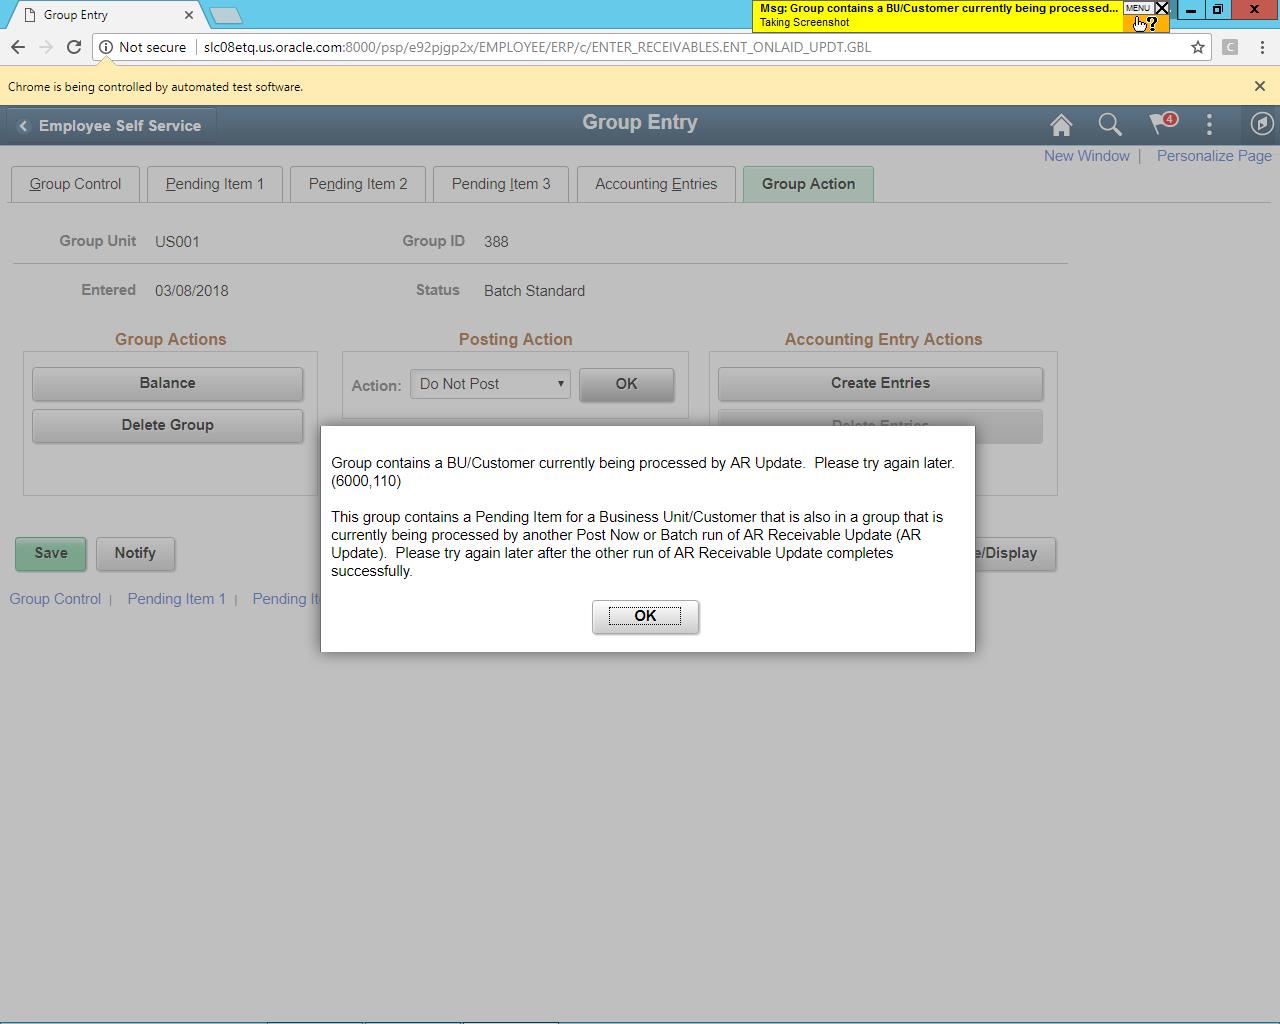 Group Entry
Msg: Group contains a BU/Customer currently being processed...
MENU
Taking Screenshot
Not secure
slc08etq.us.oracle.com:8000/psp/e92pjgp2x/EMPLOYEE/ERP/c/ENTER_RECEIVABLES.ENT_ONLAID_UPDT.GBL
C
Chrome is being controlled by automated test software.
Employee Self Service
Group Entry
4
New Window | Personalize Page
Group Control
Pending Item 1
Pending Item 2
Pending Item 3
Accounting Entries
Group Action
Group Unit US001 Group ID 388
Entered 03/08/2018 Status Batch Standard
Group Actions
Posting Action
Accounting Entry Actions
Balance
Action: Do Not Post OK
Create Entries
Delete Group
Delete Entries
Group contains a BU/Customer currently being processed by AR Update.  Please try again later.
(6000,110)
This group contains a Pending Item for a Business Unit/Customer that is also in a group that is
currently being processed by another Post Now or Batch run of AR Receivable Update (AR
Update).  Please try again later after the other run of AR Receivable Update completes
successfully.
OK
Save
Notify
e/Display
Group Control | Pending Item 1 | Pending It